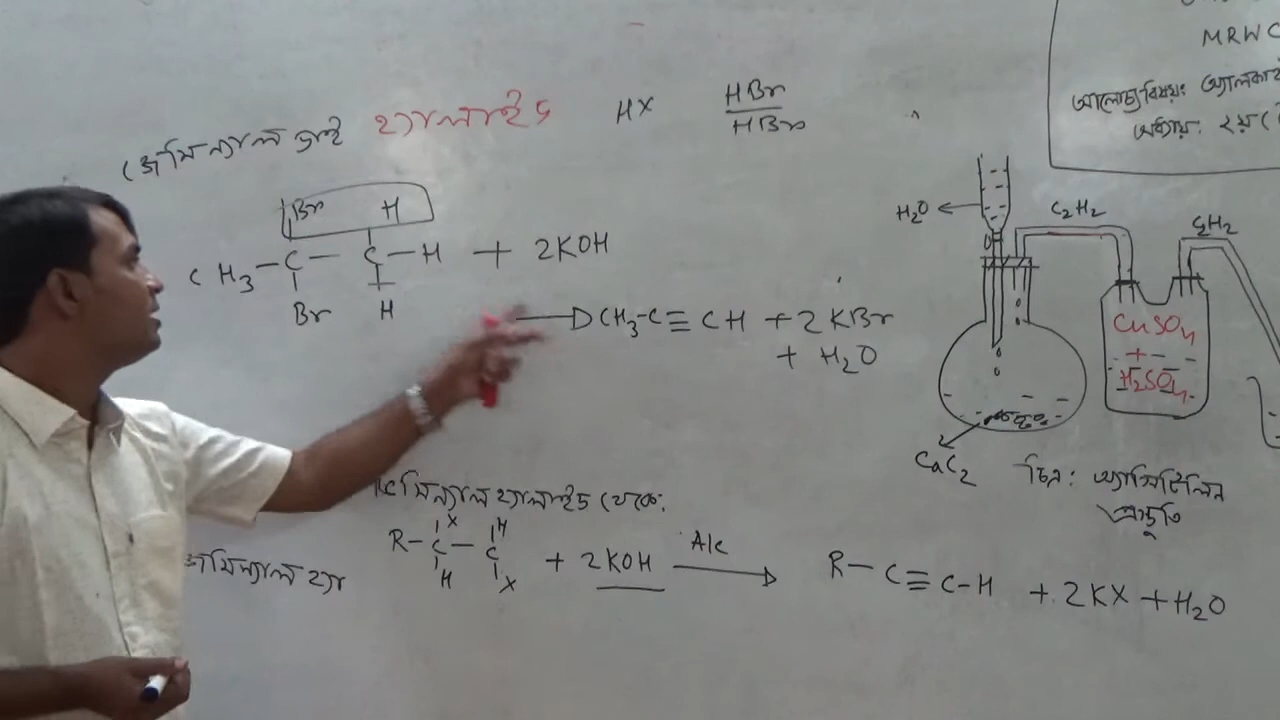 MRWC
আলোচ্যবিষয়: অ্যালকাই
অধ্যায়: ২য় (
জেমিন্যাল ডাই হ্যালাইড HX HBr
HBr
Br H
CH₃-C-C-H + 2KOH
Br H
→ CH₃-C≡CH + 2KBr
+ H₂O
H₂O
C₂H₂
C₂H₂
CuSO₄
+
H₂SO₄
CaC₂
চিত্র: অ্যাসিটিলিন
প্রস্তুতি
মিন্যাল হ্যালাইড থেকে:
X H
R-C-C + 2KOH Alc → R-C≡C-H + 2KX + H₂O
H X
জেমিন্যাল হ্যা